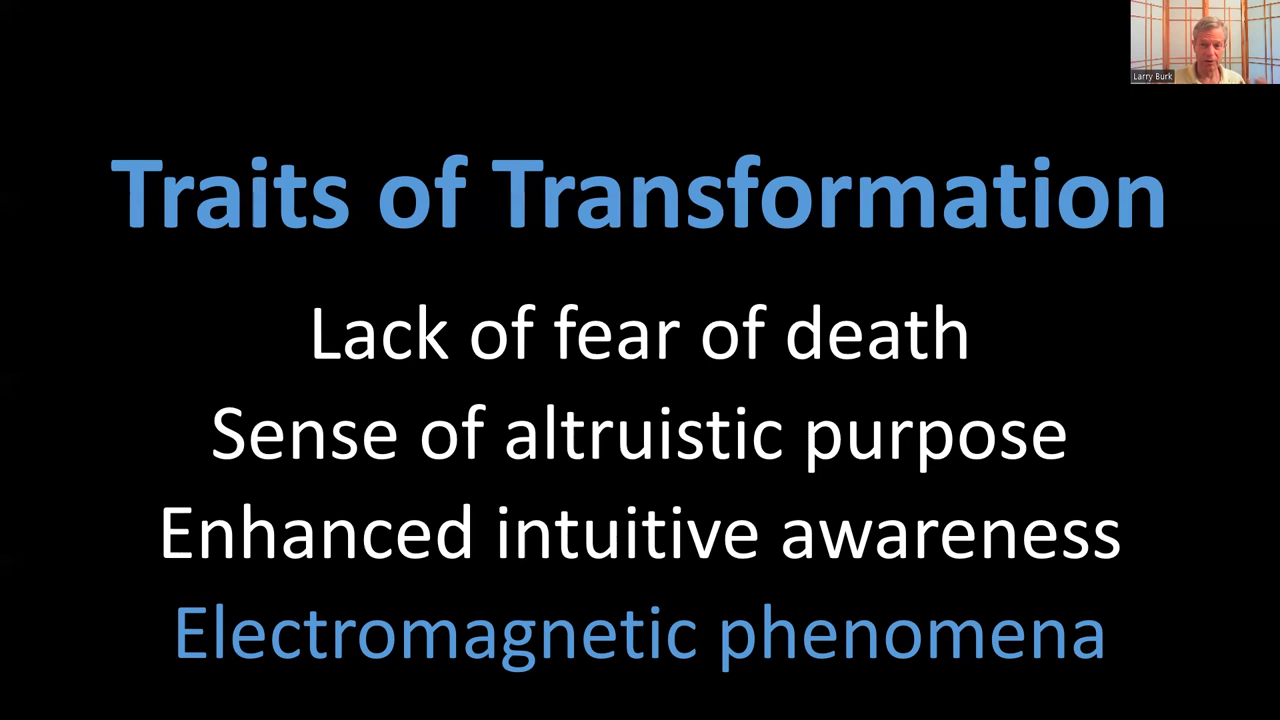 Larry Burk
Traits of Transformation
Lack of fear of death
Sense of altruistic purpose
Enhanced intuitive awareness
Electromagnetic phenomena